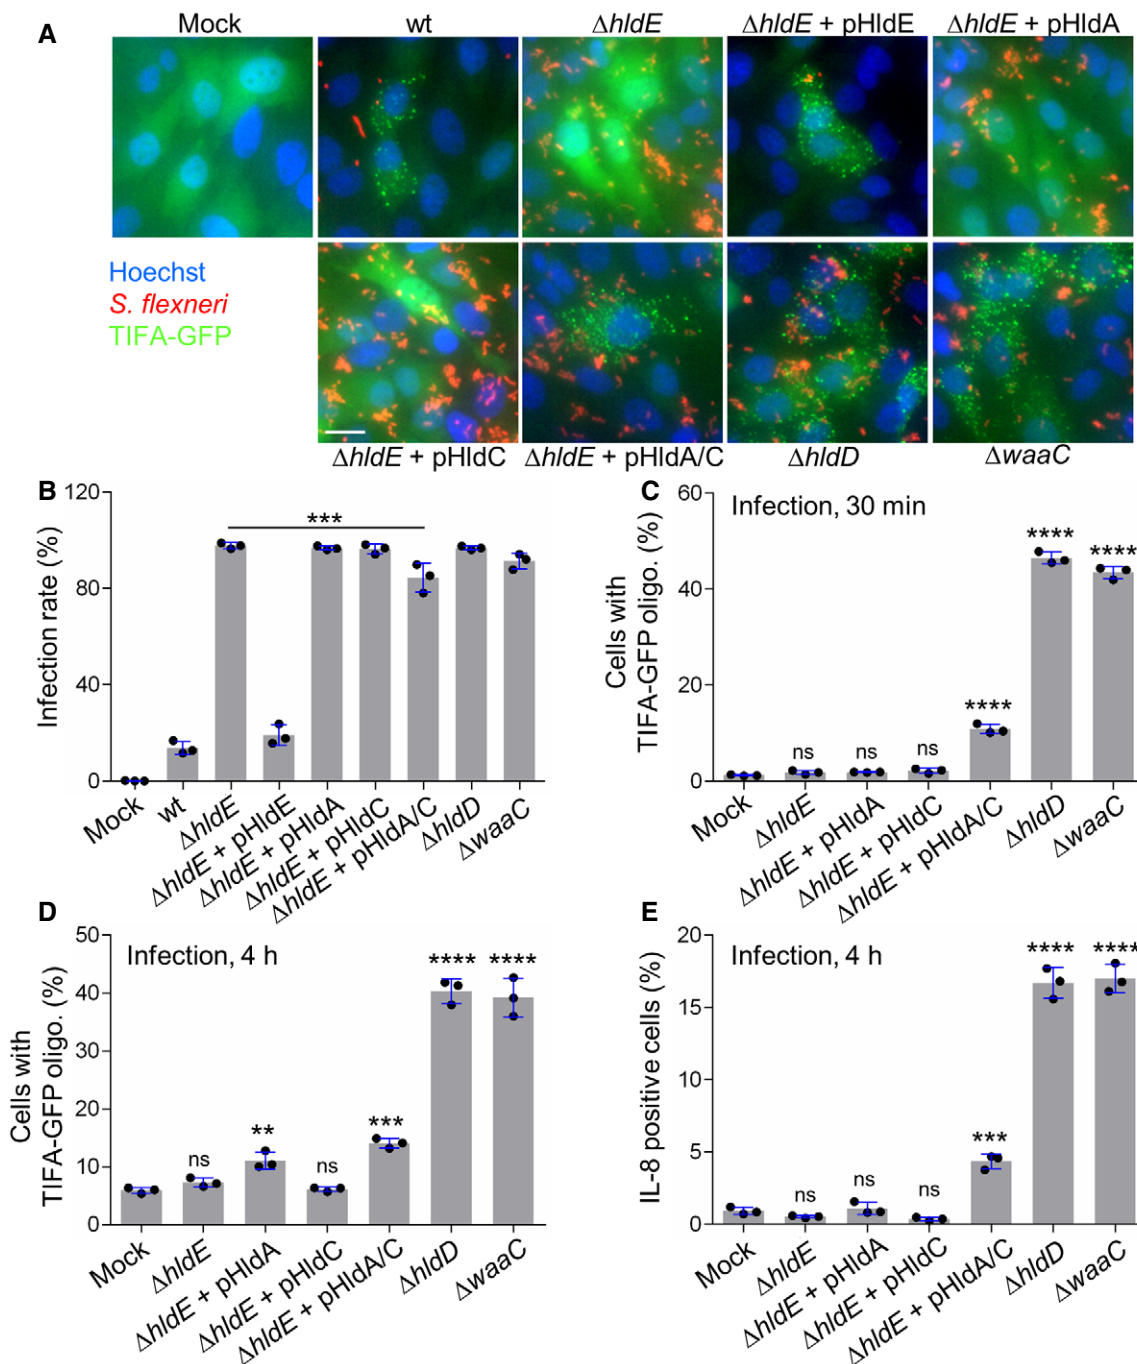 A
Mock
wt
ΔhldE
ΔhldE + pHldE
ΔhldE + pHldA
Hoechst
S. flexneri
TIFA-GFP
ΔhldE + pHldC
ΔhldE + pHldA/C
ΔhldD
ΔwaaC
B
Infection rate (%)
120
80
40
0
***
Mock
wt
ΔhldE
ΔhldE + pHldE
ΔhldE + pHldA
ΔhldE + pHldC
ΔhldE + pHldA/C
ΔhldD
ΔwaaC
C
Infection, 30 min
Cells with
TIFA-GFP oligo. (%)
60
40
20
0
ns
ns
ns
****
****
****
Mock
ΔhldE
ΔhldE + pHldA
ΔhldE + pHldC
ΔhldE + pHldA/C
ΔhldD
ΔwaaC
D
Infection, 4 h
Cells with
TIFA-GFP oligo. (%)
50
40
30
20
10
0
ns
**
ns
***
****
****
Mock
ΔhldE
ΔhldE + pHldA
ΔhldE + pHldC
ΔhldE + pHldA/C
ΔhldD
ΔwaaC
E
Infection, 4 h
IL-8 positive cells (%)
20
15
10
5
0
ns
ns
ns
***
****
****
Mock
ΔhldE
ΔhldE + pHldA
ΔhldE + pHldC
ΔhldE + pHldA/C
ΔhldD
ΔwaaC